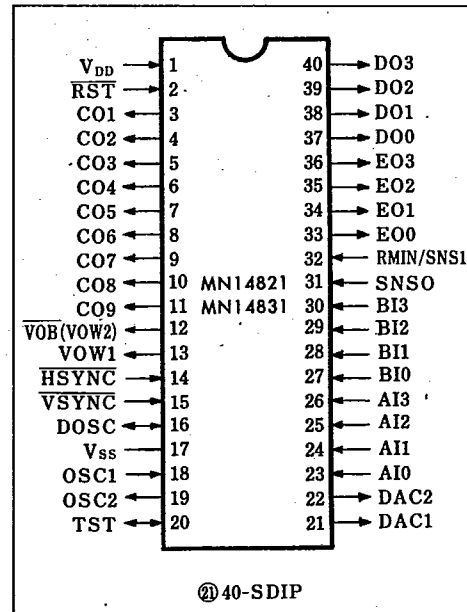 VDD 1 40 DO3
RST 2 39 DO2
CO1 3 38 DO1
CO2 4 37 DO0
CO3 5 36 EO3
CO4 6 35 EO2
CO5 7 34 EO1
CO6 8 33 EO0
CO7 9 32 RMIN/SNS1
CO8 10 MN14821 31 SNSO
CO9 11 MN14831 30 BI3
VOB(VOW2) 12 29 BI2
VOW1 13 28 BI1
HSYNC 14 27 BI0
VSYNC 15 26 AI3
DOSC 16 25 AI2
Vss 17 24 AI1
OSC1 18 23 AI0
OSC2 19 22 DAC2
TST 20 21 DAC1
㉑40-SDIP